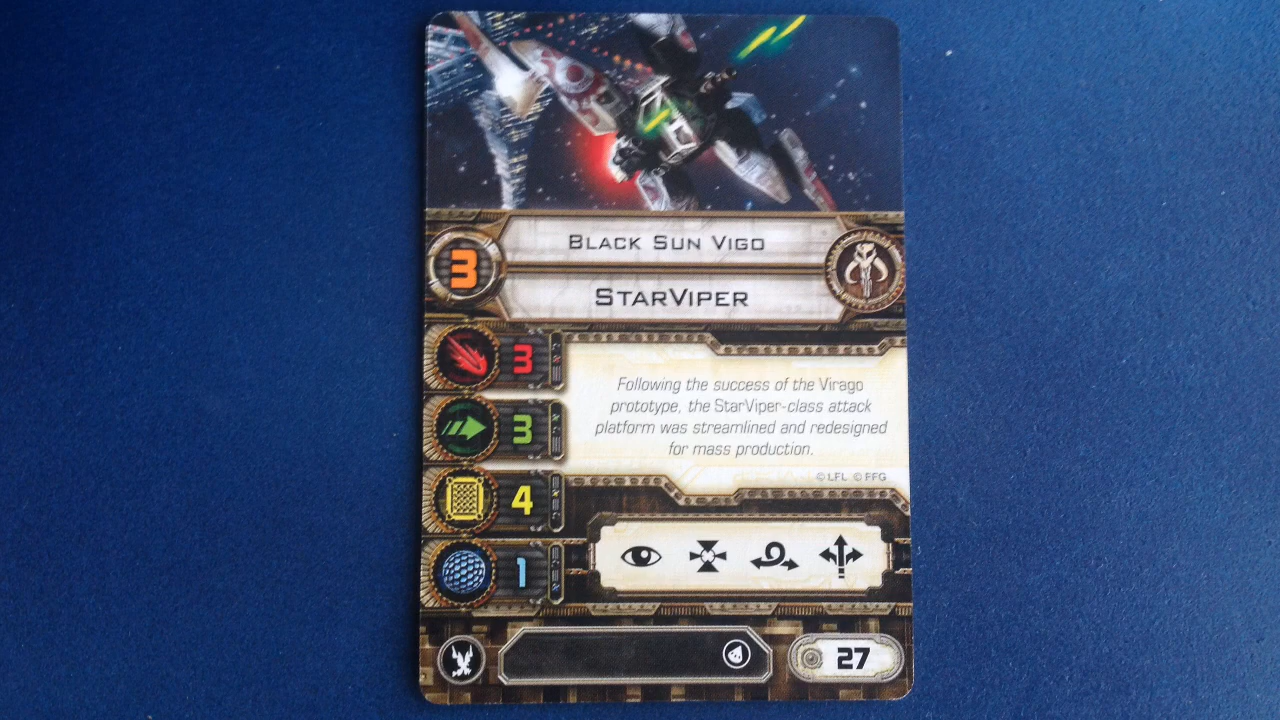 Black Sun Vigo
3
StarViper
3
3
4
1
Following the success of the Virago
prototype, the StarViper-class attack
platform was streamlined and redesigned
for mass production.
© LFL © FFG
27